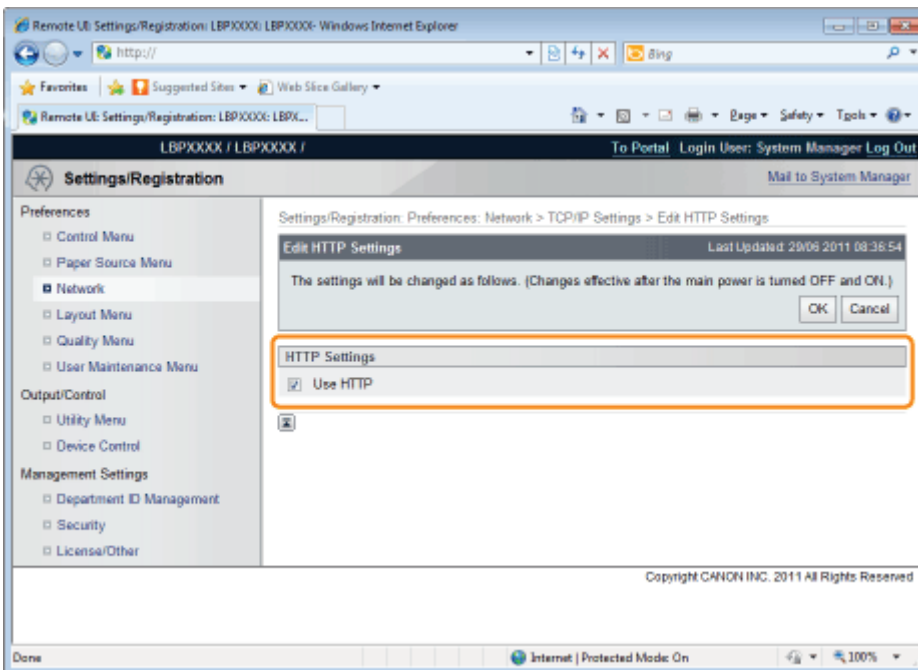 Remote UI: Settings/Registration: LBPXXXX: LBPXXXX- Windows Internet Explorer
http://
Bing
Favorites Suggested Sites Web Slice Gallery
Remote UI: Settings/Registration: LBPXXXX: LBPX... Page Safety Tools
LBPXXXX / LBPXXXX / To Portal Login User: System Manager Log Out
Settings/Registration Mail to System Manager
Preferences
Control Menu
Paper Source Menu
Network
Layout Menu
Quality Menu
User Maintenance Menu
Output/Control
Utility Menu
Device Control
Management Settings
Department ID Management
Security
License/Other
Settings/Registration: Preferences: Network > TCP/IP Settings > Edit HTTP Settings
Edit HTTP Settings Last Updated: 29/06 2011 08:36:54
The settings will be changed as follows. (Changes effective after the main power is turned OFF and ON.)
OK Cancel
HTTP Settings
Use HTTP
Copyright CANON INC. 2011 All Rights Reserved
Done Internet | Protected Mode: On 100%